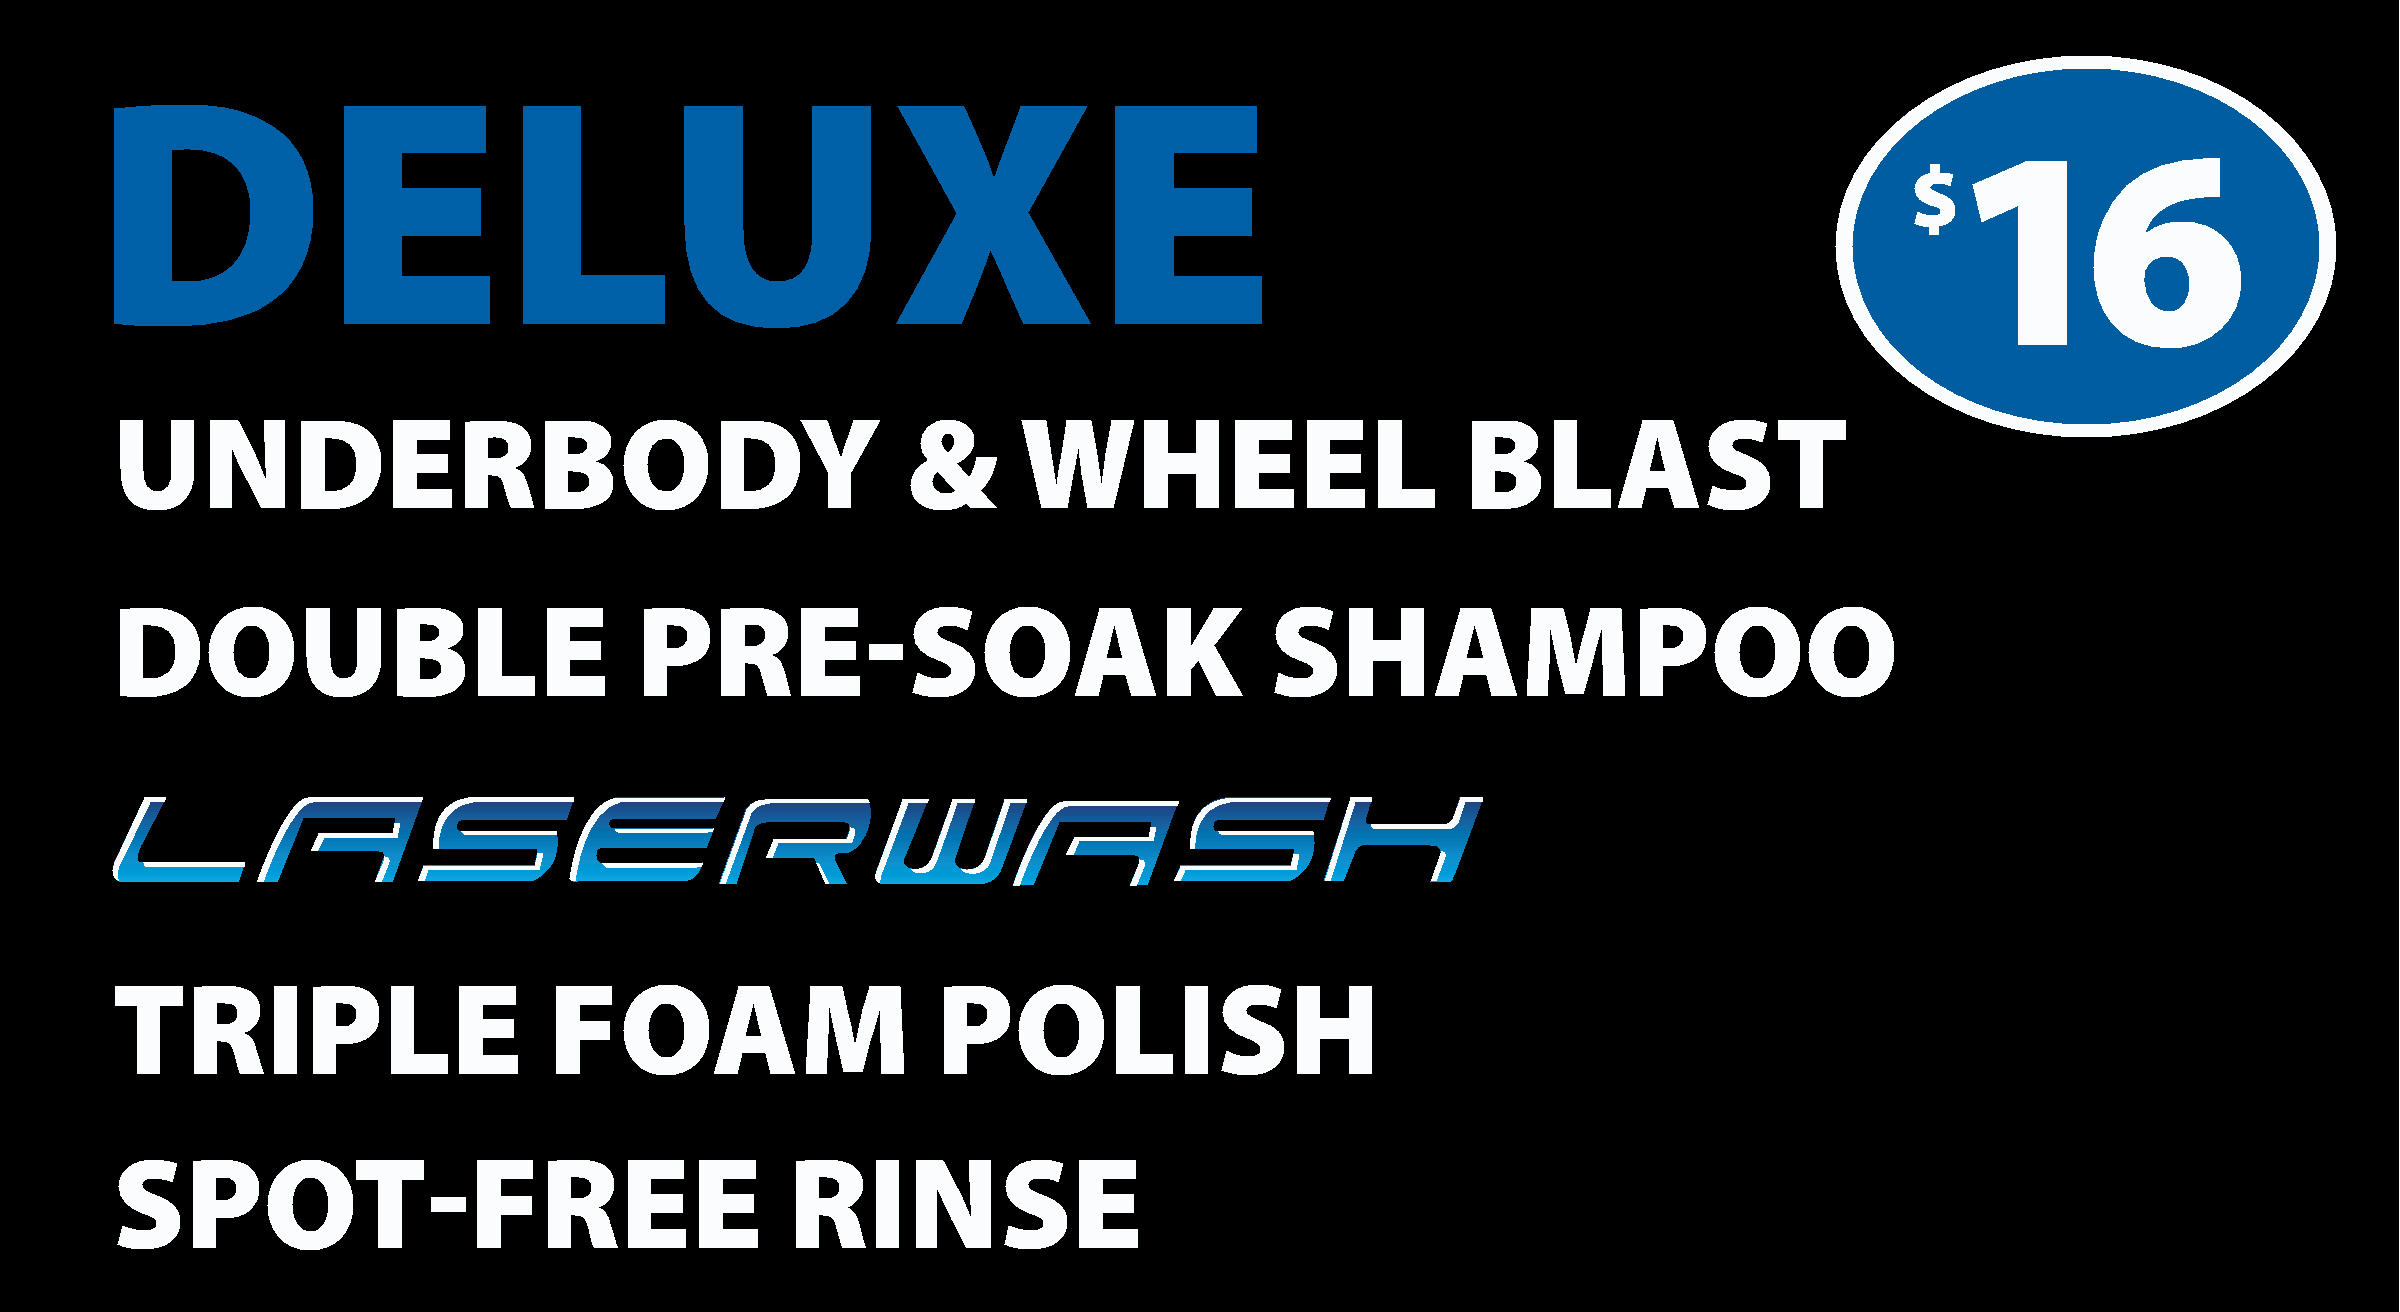 DELUXE
$16
UNDERBODY & WHEEL BLAST
DOUBLE PRE-SOAK SHAMPOO
LASERWASH
TRIPLE FOAM POLISH
SPOT-FREE RINSE